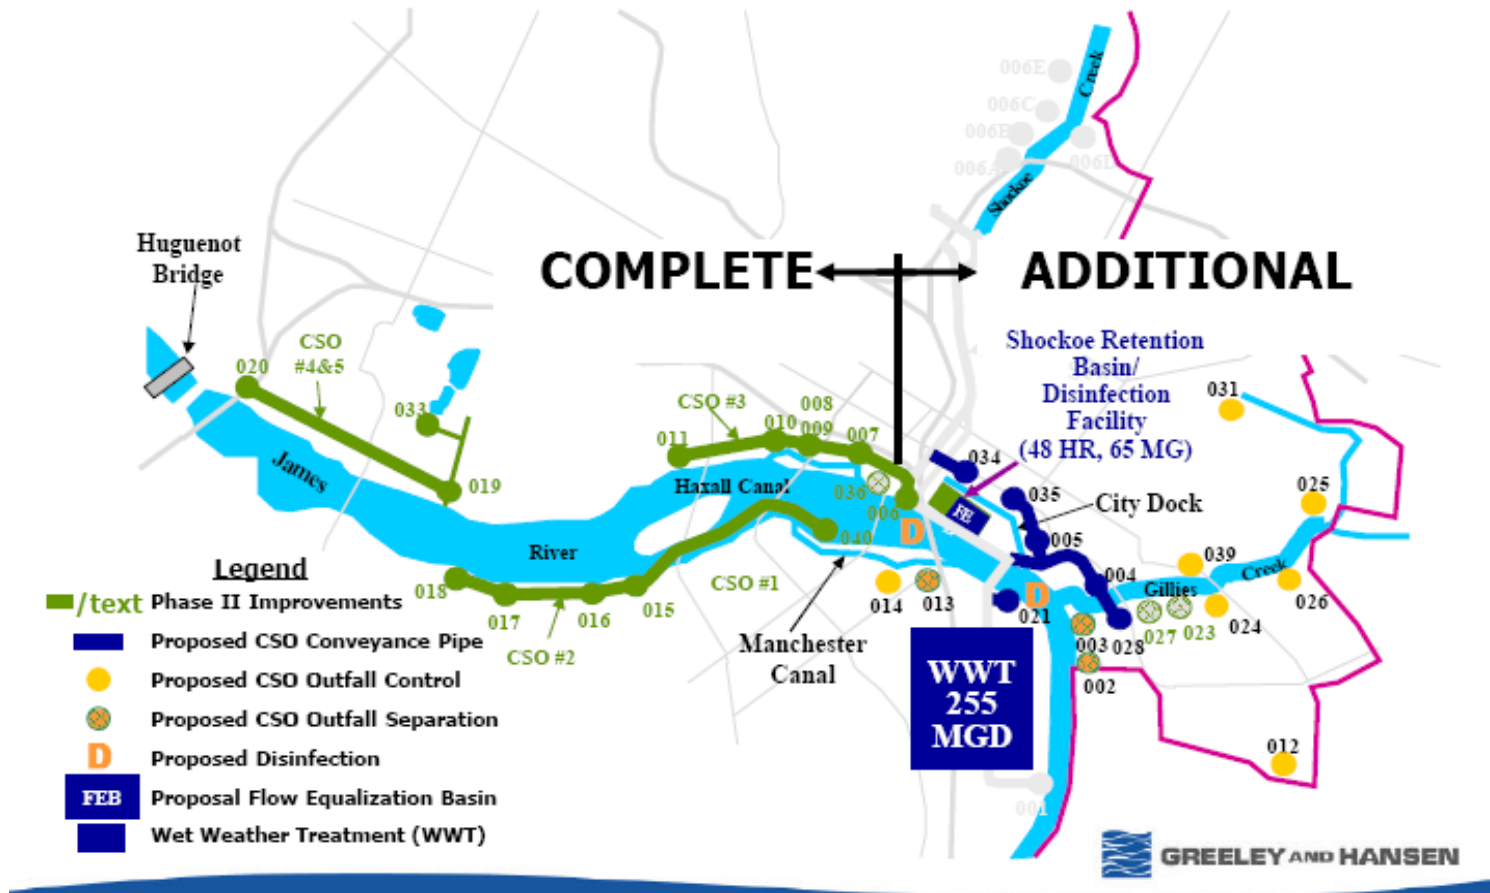 006E
Creek
006C
006B
006A
006D
Shockoe
Huguenot
Bridge
COMPLETE
ADDITIONAL
Shockoe Retention
Basin/
Disinfection
Facility
(48 HR, 65 MG)
CSO
#4&5
020
033
019
CSO #3
008
010
009
007
011
031
034
Haxall Canal
036
006
035
City Dock
025
FE
James
River
040
D
005
039
004
Gillies
Creek
018
017
016
015
CSO #1
CSO #2
014
013
021
D
003
028
027
023
024
026
002
012
001
Manchester
Canal
WWT
255
MGD
Legend
/text Phase II Improvements
Proposed CSO Conveyance Pipe
Proposed CSO Outfall Control
Proposed CSO Outfall Separation
D Proposed Disinfection
FEB Proposal Flow Equalization Basin
Wet Weather Treatment (WWT)
GREELEY AND HANSEN